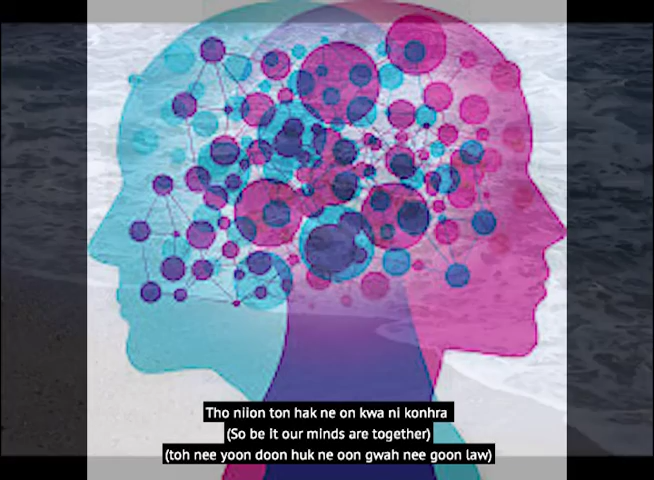 Tho niion ton hak ne on kwa ni konhra
(So be it our minds are together)
(toh nee yoon doon huk ne oon gwah nee goon law)